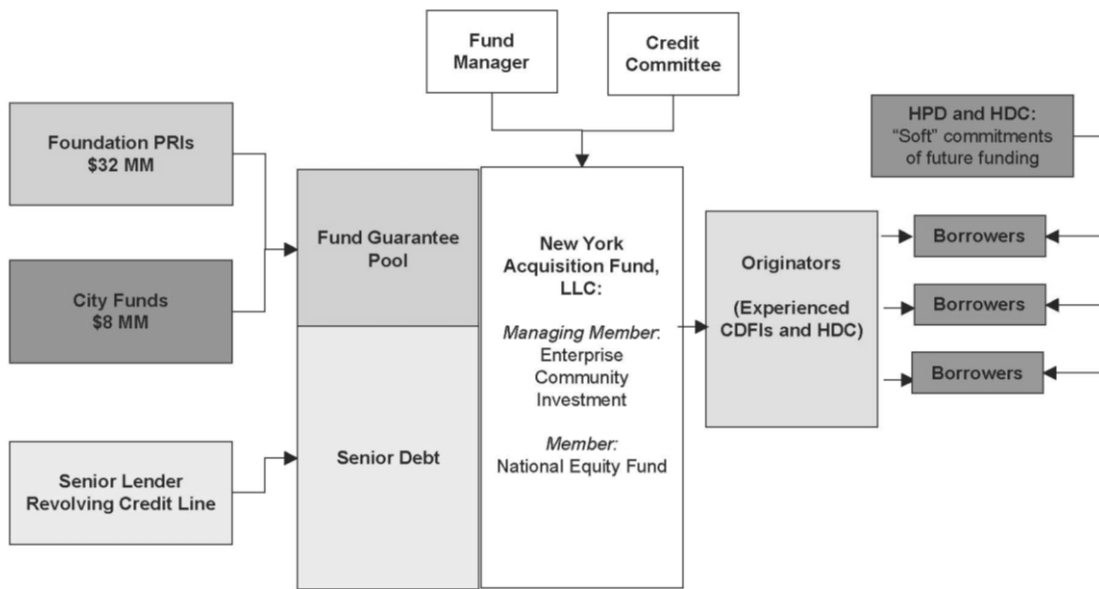 Fund
Manager
Credit
Committee
Foundation PRIs
$32 MM
HPD and HDC:
“Soft” commitments
of future funding
City Funds
$8 MM
Fund Guarantee
Pool
New York
Acquisition Fund,
LLC:
Managing Member:
Enterprise
Community
Investment
Member:
National Equity Fund
Originators
(Experienced
CDFIs and HDC)
Borrowers
Borrowers
Borrowers
Senior Lender
Revolving Credit Line
Senior Debt